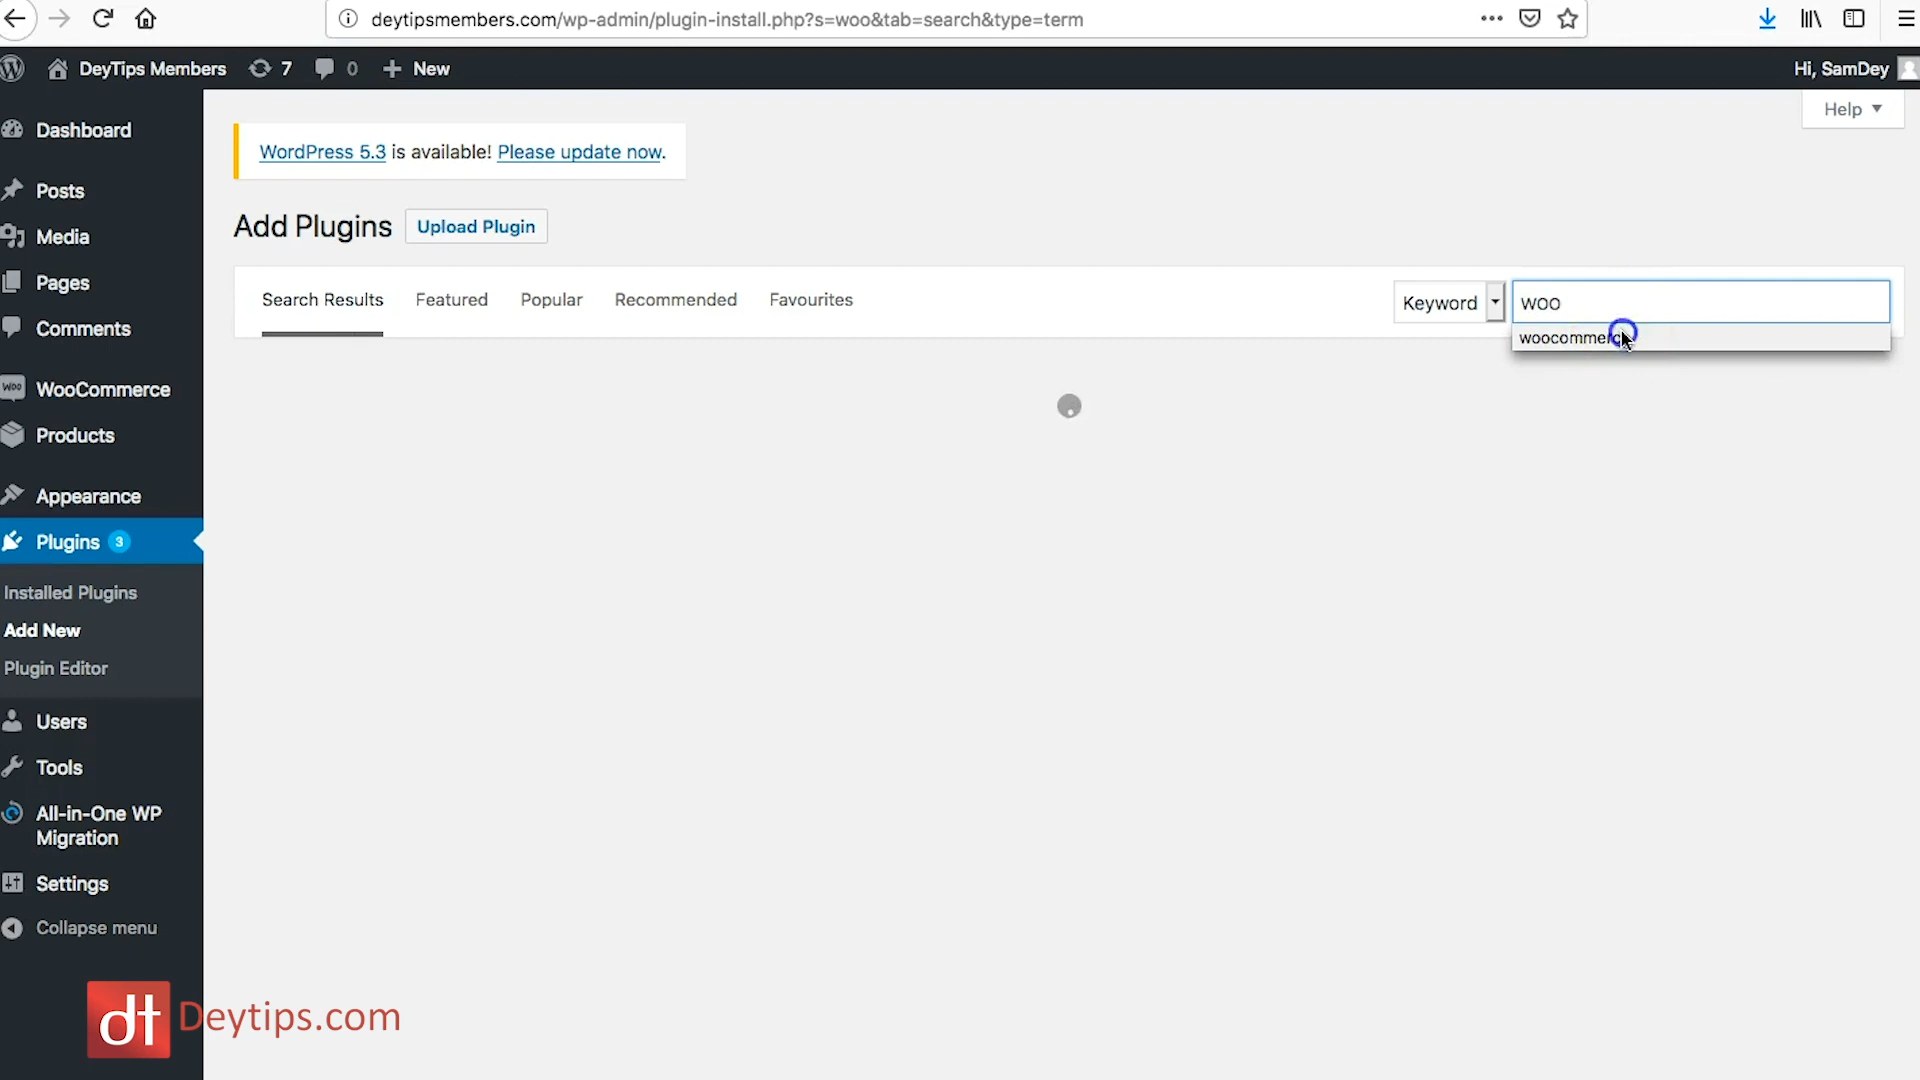 deytipsmembers.com/wp-admin/plugin-install.php?s=woo&tab=search&type=term
DeyTips Members 7 0 + New
Hi, SamDey
Help
Dashboard
Posts
Media
Pages
Comments
WOO WooCommerce
Products
Appearance
Plugins 3
Installed Plugins
Add New
Plugin Editor
Users
Tools
All-in-One WP
Migration
Settings
Collapse menu
WordPress 5.3 is available! Please update now.
Add Plugins Upload Plugin
Search Results Featured Popular Recommended Favourites
Keyword woo
woocommerc
dt Deytips.com